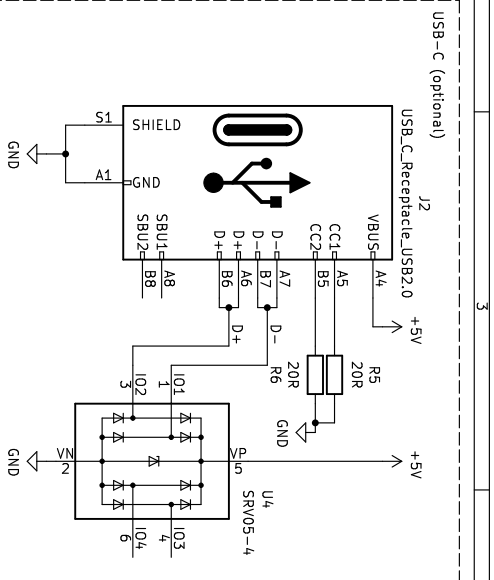 USB-C (optional)
J2
USB_C_Receptacle_USB2.0
S1
SHIELD
A1
GND
GND
SBU2
SBU1
D+
D+
D-
D-
CC2
CC1
VBUS
B8
A8
B6
A6
B7
A7
B5
A5
A4
+5V
D+
D-
R6
20R
R5
20R
GND
3
IO2
3
IO1
1
VN
2
GND
VP
5
+5V
U4
SRV05-4
IO4
6
IO3
4